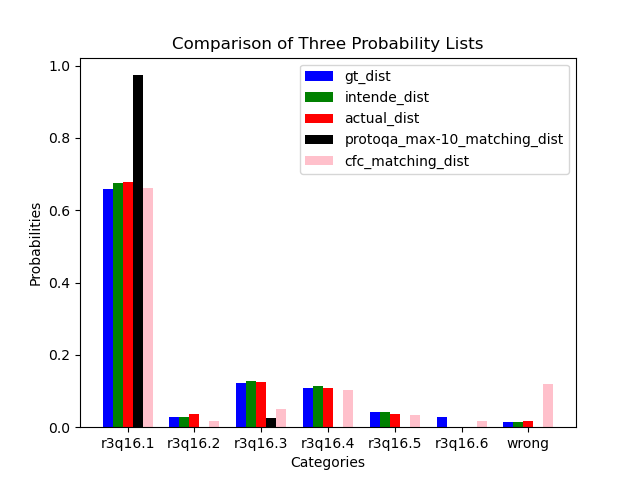 Comparison of Three Probability Lists
gt_dist
intende_dist
actual_dist
protoqa_max-10_matching_dist
cfc_matching_dist
Probabilities
1.0
0.8
0.6
0.4
0.2
0.0
r3q16.1 r3q16.2 r3q16.3 r3q16.4 r3q16.5 r3q16.6 wrong
Categories